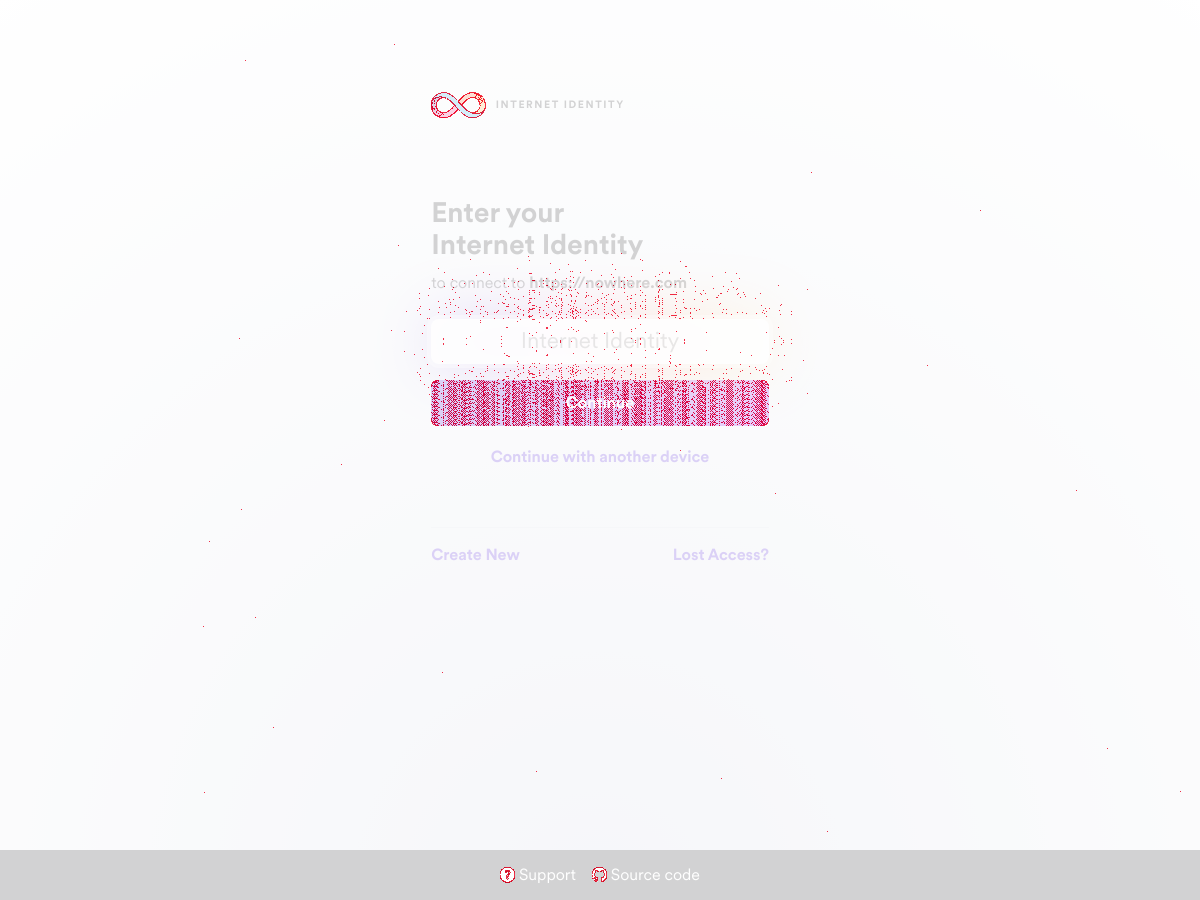 INTERNET IDENTITY
Enter your
Internet Identity
to connect to https://nowhere.com
Internet Identity
Continue
Continue with another device
Create New
Lost Access?
Support
Source code